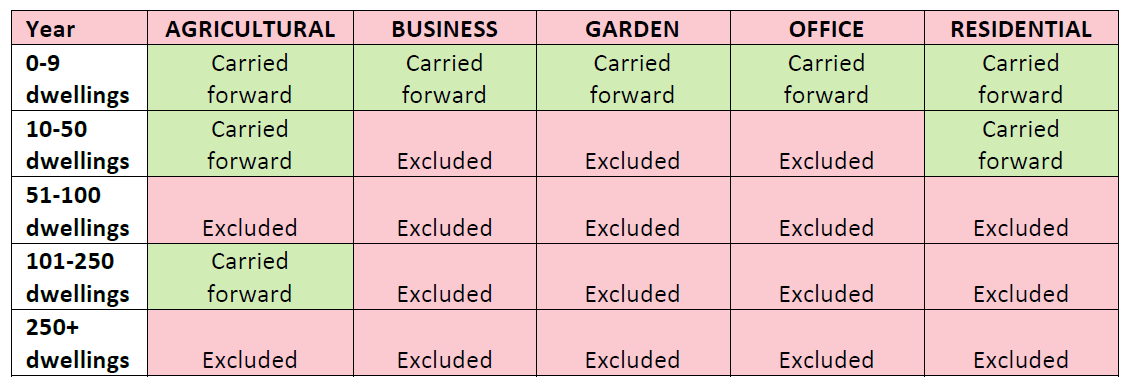 Year AGRICULTURAL BUSINESS GARDEN OFFICE RESIDENTIAL
0-9 Carried Carried Carried Carried Carried
dwellings forward forward forward forward forward
10-50 Carried Carried
dwellings forward Excluded Excluded Excluded forward
51-100
dwellings Excluded Excluded Excluded Excluded Excluded
101-250 Carried
dwellings forward Excluded Excluded Excluded Excluded
250+
dwellings Excluded Excluded Excluded Excluded Excluded